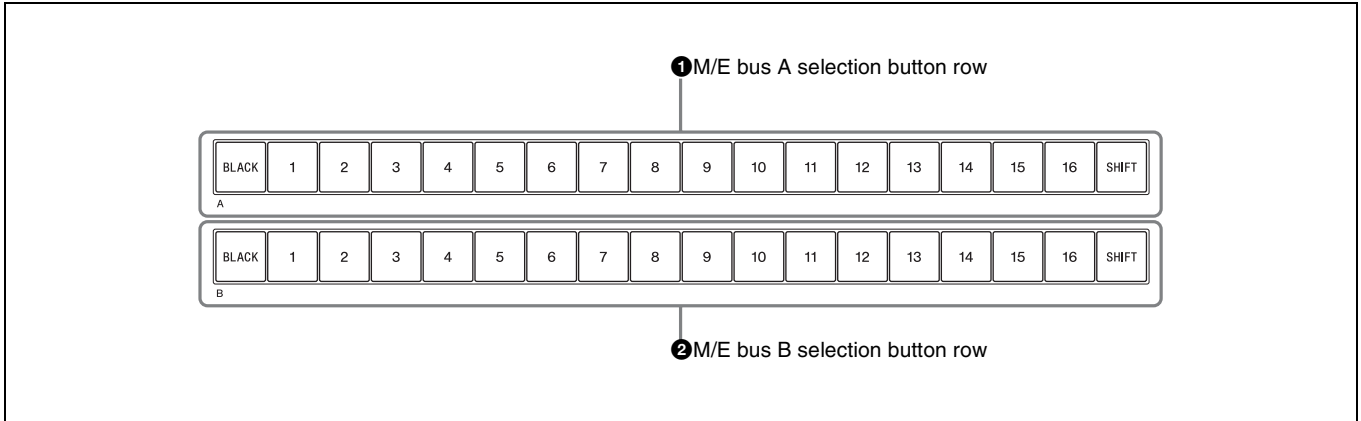 ❶M/E bus A selection button row
BLACK 1 2 3 4 5 6 7 8 9 10 11 12 13 14 15 16 SHIFT
A
BLACK 1 2 3 4 5 6 7 8 9 10 11 12 13 14 15 16 SHIFT
B
❷M/E bus B selection button row